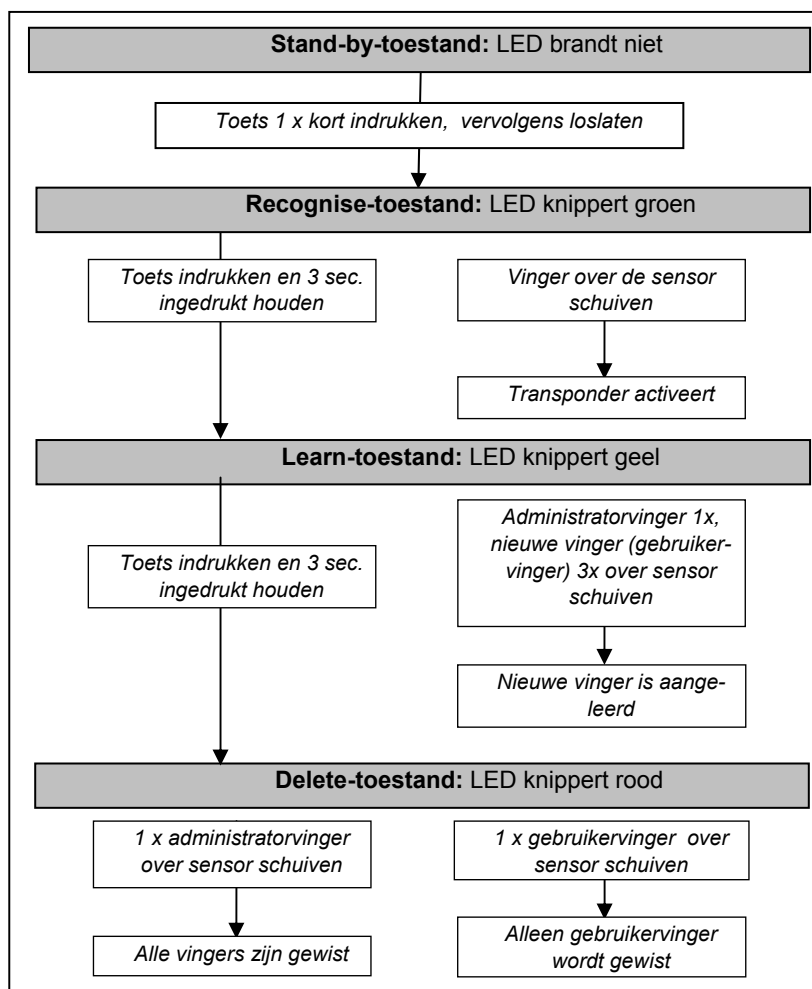 Stand-by-toestand: LED brandt niet
Toets 1 x kort indrukken, vervolgens loslaten
Recognise-toestand: LED knippert groen
Toets indrukken en 3 sec.
ingedrukt houden
Vinger over de sensor
schuiven
Transponder activeert
Learn-toestand: LED knippert geel
Toets indrukken en 3 sec.
ingedrukt houden
Administratorvinger 1x,
nieuwe vinger (gebruiker-
vinger) 3x over sensor
schuiven
Nieuwe vinger is aange-
leerd
Delete-toestand: LED knippert rood
1 x administratorvinger
over sensor schuiven
1 x gebruikervinger over
sensor schuiven
Alle vingers zijn gewist
Alleen gebruikervinger
wordt gewist